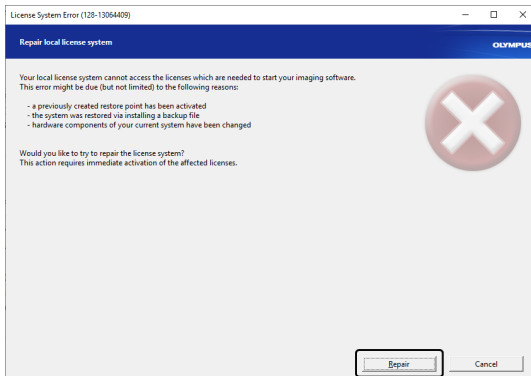 License System Error (128-13064409)
Repair local license system
OLYMPUS
Your local license system cannot access the licenses which are needed to start your imaging software.
This error might be due (but not limited) to the following reasons:
- a previously created restore point has been activated
- the system was restored via installing a backup file
- hardware components of your current system have been changed
Would you like to try to repair the license system?
This action requires immediate activation of the affected licenses.
Repair
Cancel